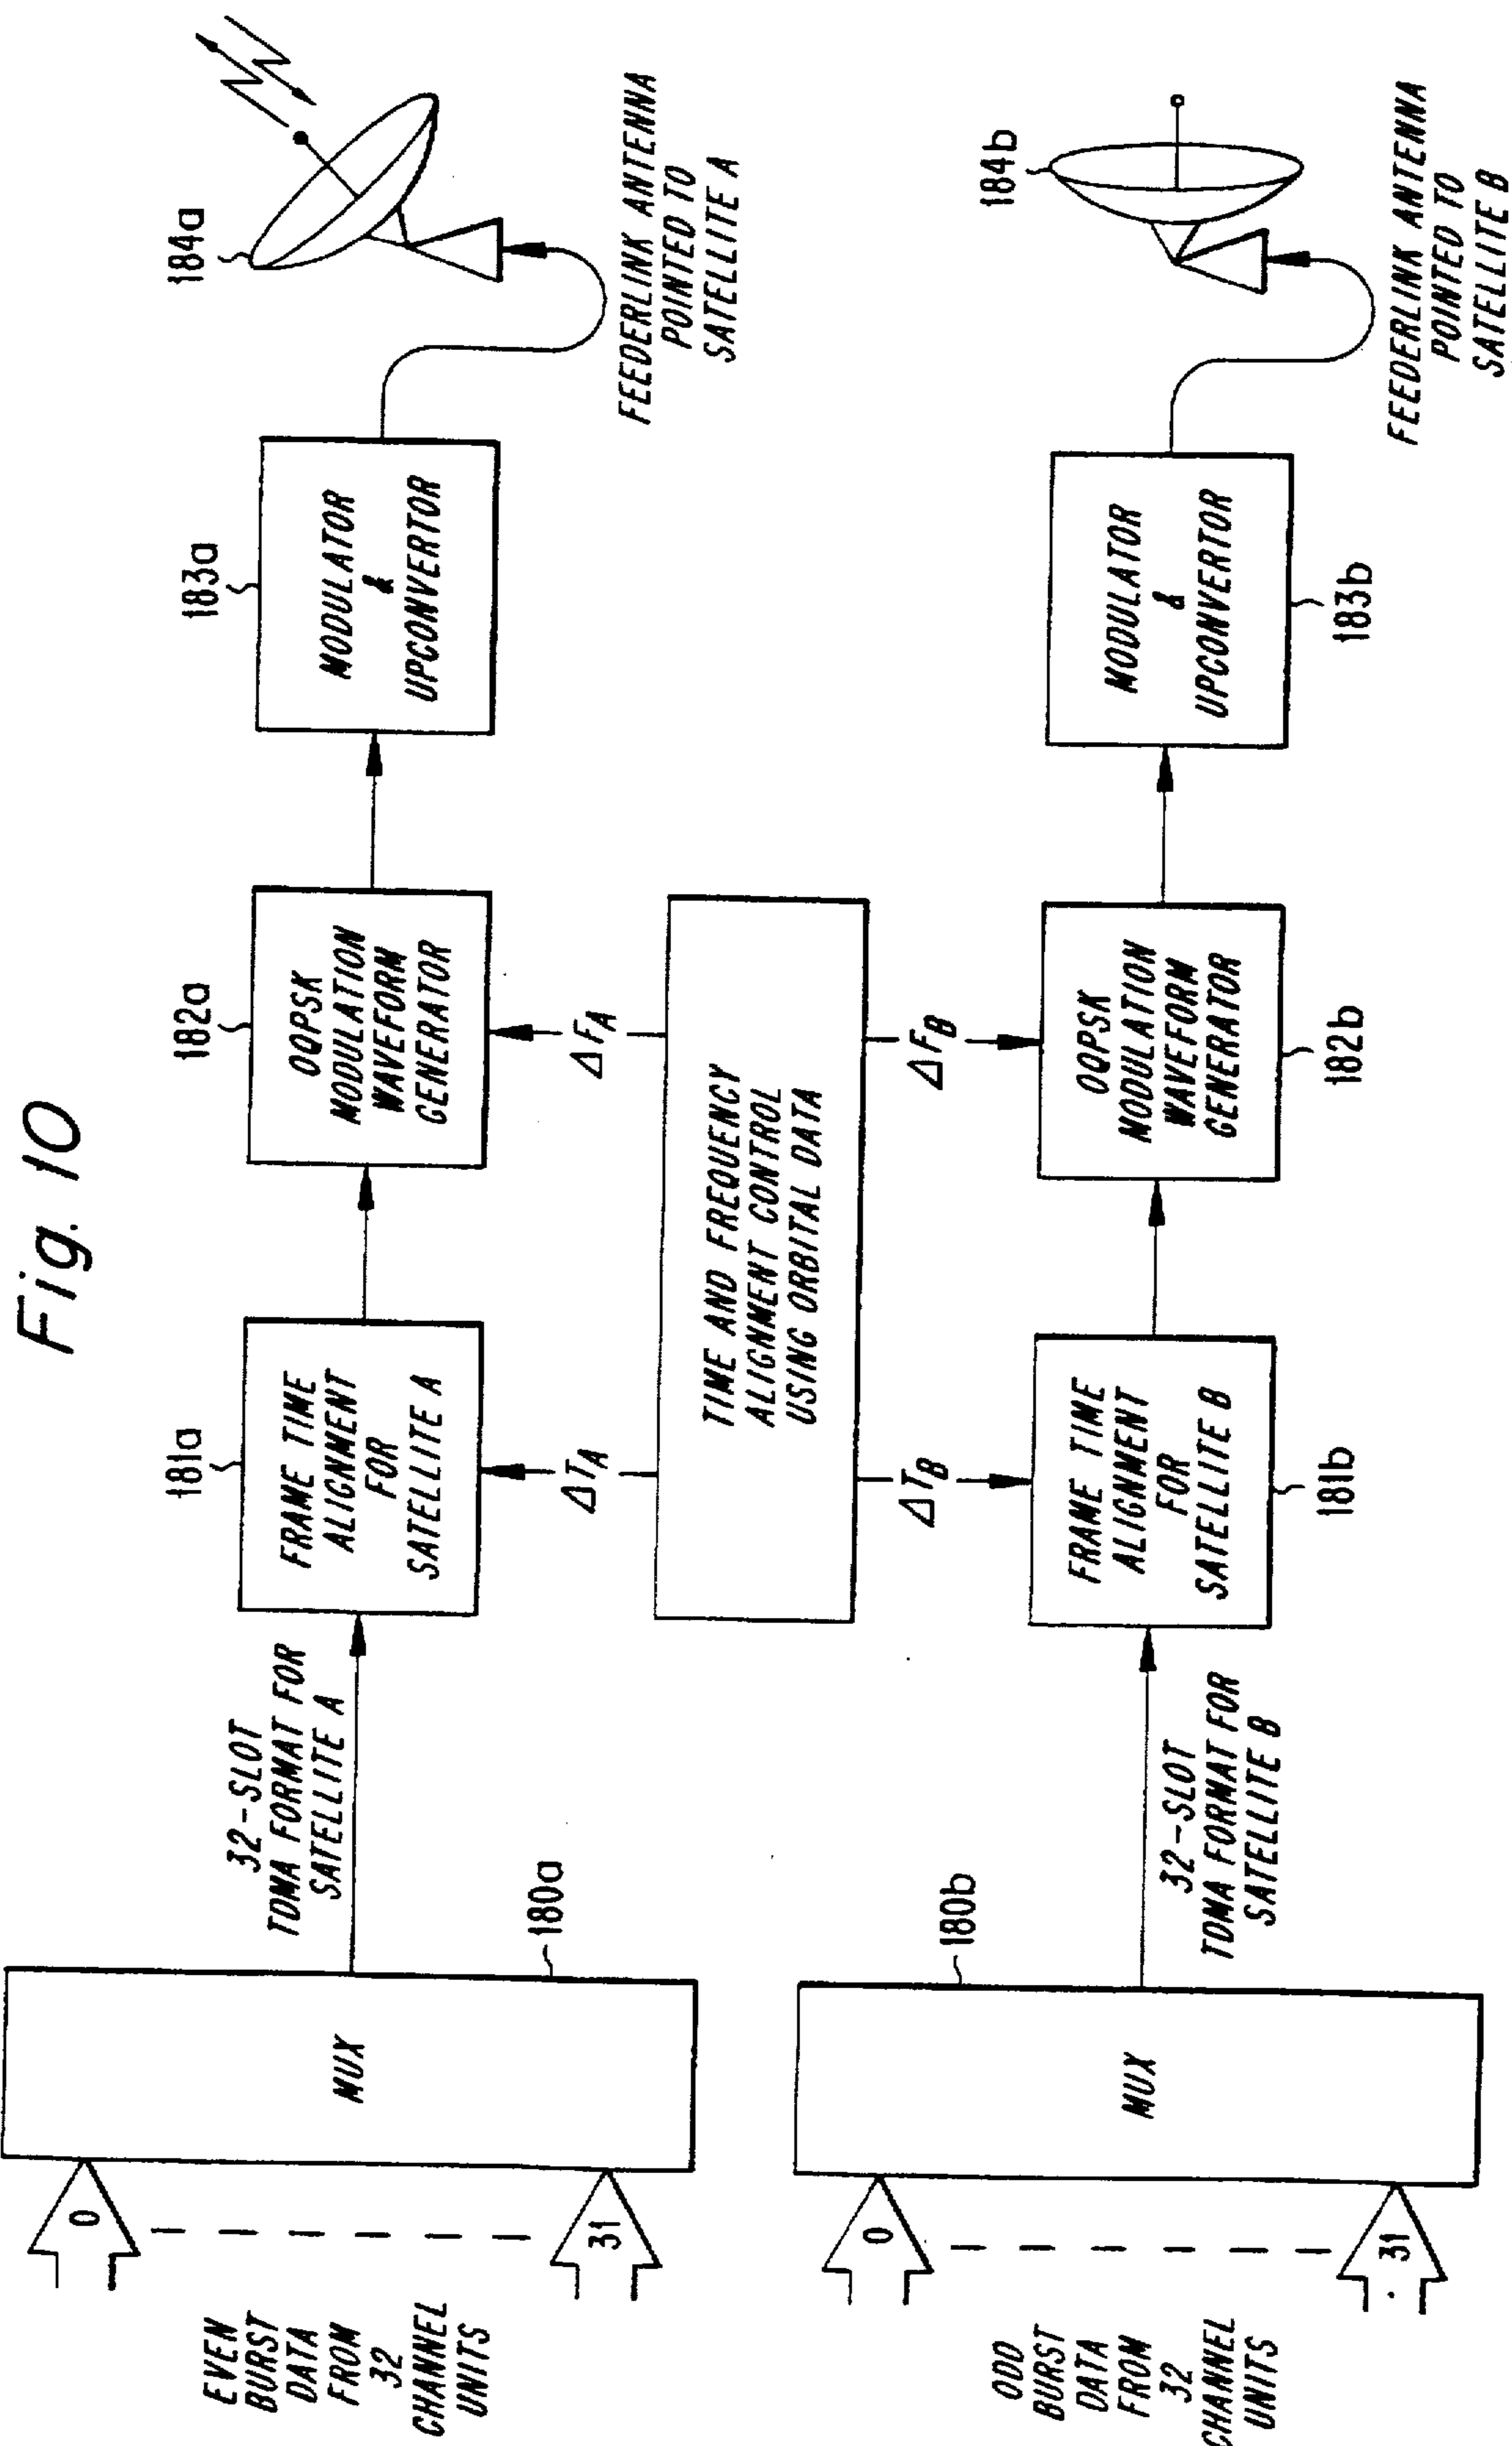 Fig. 10
EVEN
BURST
DATA
FROM
32
CHANNEL
UNITS
0
31
MUX
180a
32-SLOT
TDMA FORMAT FOR
SATELLITE A
181a
FRAME TIME
ALIGNMENT
FOR
SATELLITE A
182a
OQPSK
MODULATION
WAVEFORM
GENERATOR
183a
MODULATOR
&
UPCONVERTOR
184a
FEEDERLINK ANTENNA
POINTED TO
SATELLITE A
ΔTA
ΔFA
TIME AND FREQUENCY
ALIGNMENT CONTROL
USING ORBITAL DATA
ΔTB
ΔFB
ODD
BURST
DATA
FROM
32
CHANNEL
UNITS
0
31
MUX
180b
32-SLOT
TDMA FORMAT FOR
SATELLITE B
FRAME TIME
ALIGNMENT
FOR
SATELLITE B
181b
OQPSK
MODULATION
WAVEFORM
GENERATOR
182b
MODULATOR
&
UPCONVERTOR
183b
184b
FEEDERLINK ANTENNA
POINTED TO
SATELLITE B